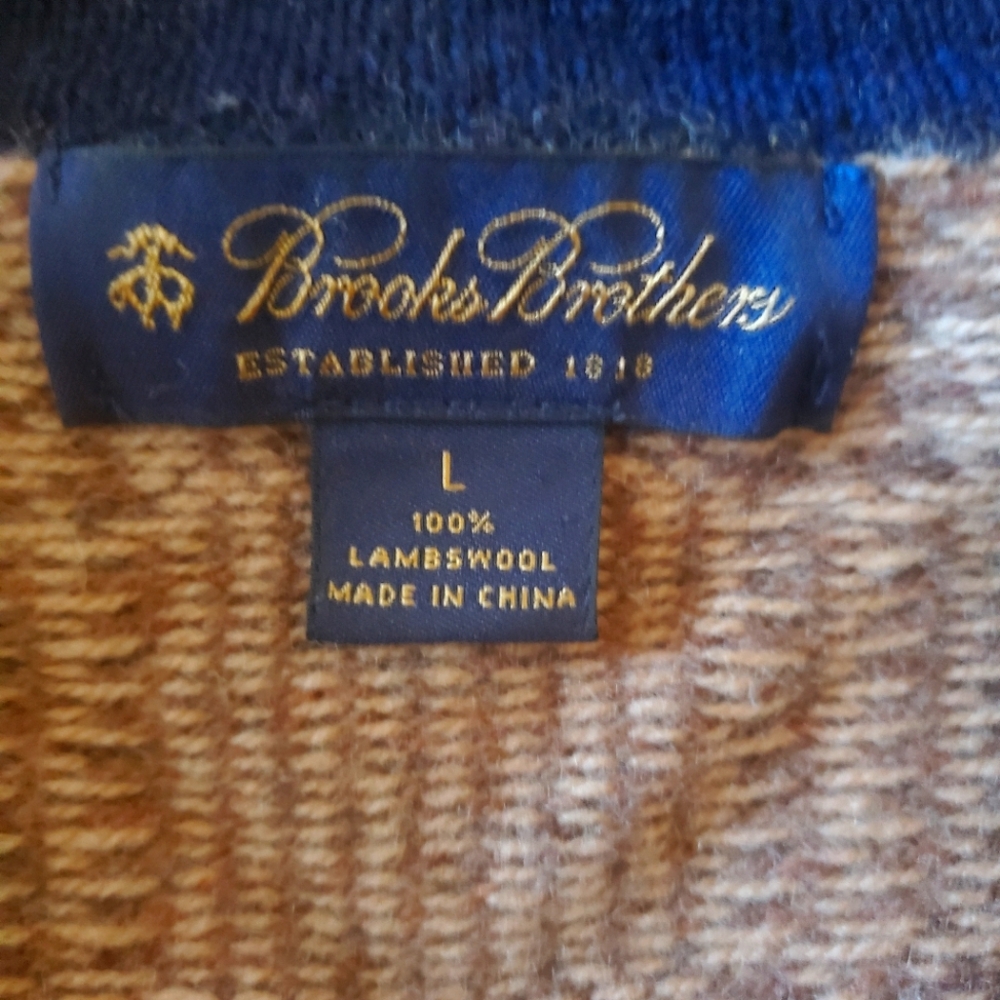 Brooks Brothers
ESTABLISHED 1818
L
100%
LAMBSWOOL
MADE IN CHINA